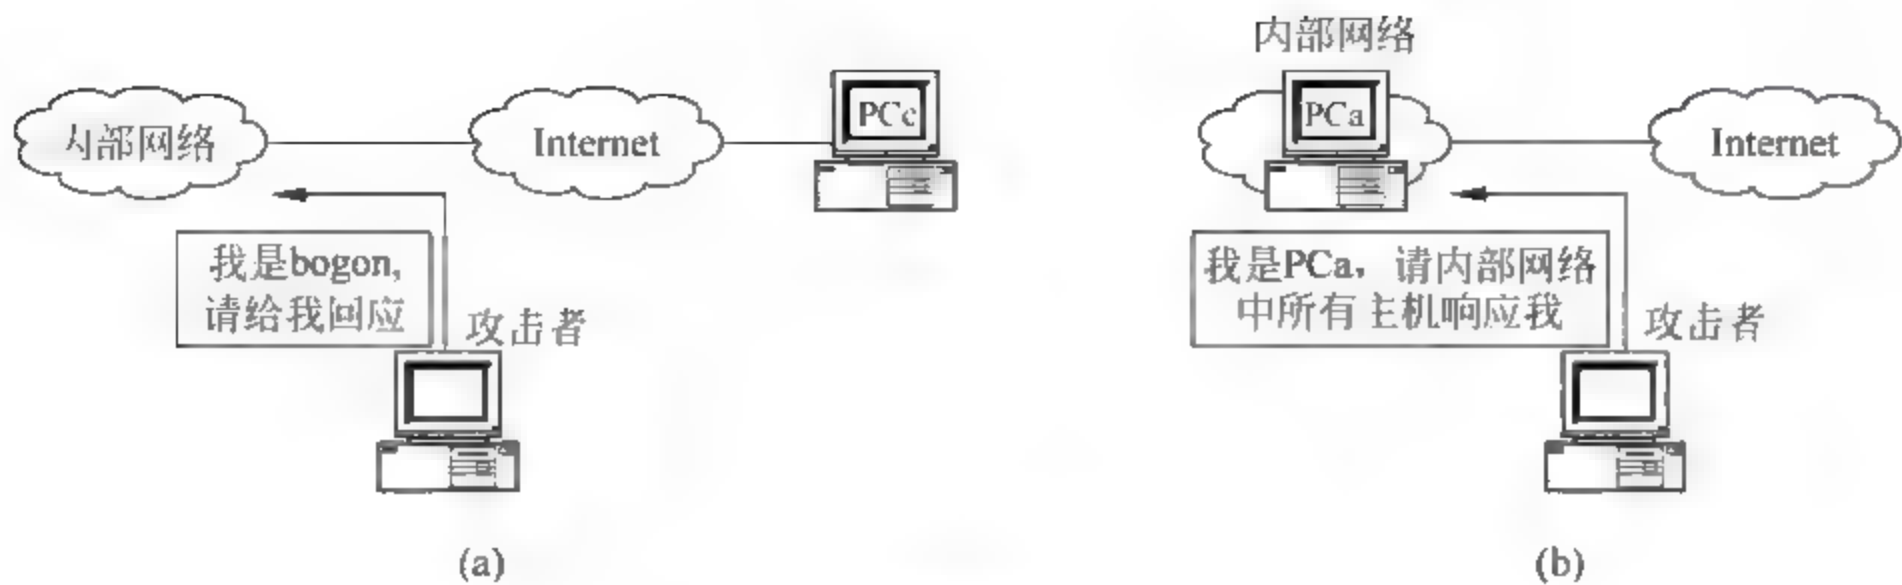 内部网络
Internet
PCc
我是bogon,
请给我回应
攻击者
(a)
内部网络
PCa
Internet
我是PCa，请内部网络
中所有主机响应我
攻击者
(b)